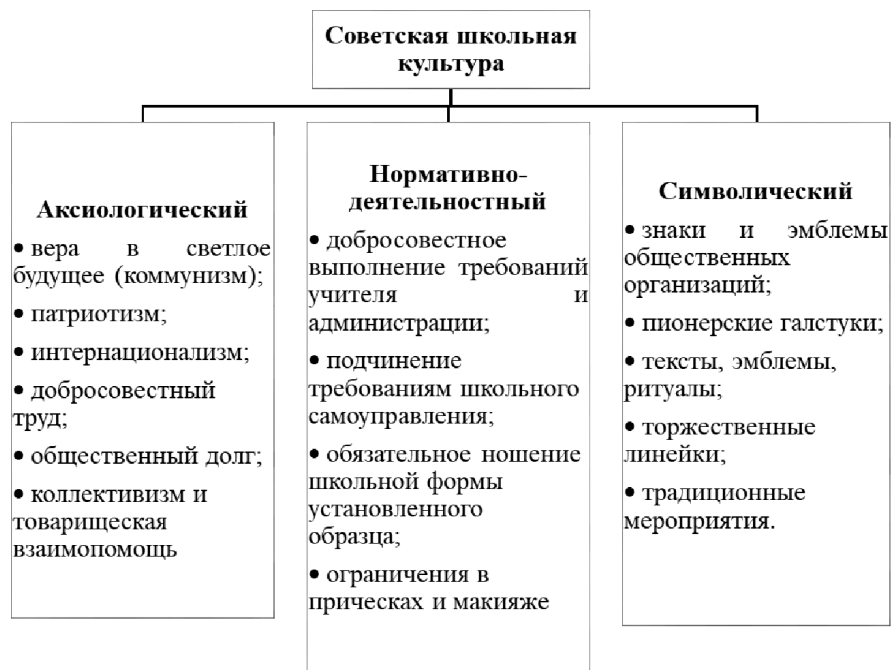 Советская школьная
культура
Аксиологический
• вера в светлое
будущее (коммунизм);
• патриотизм;
• интернационализм;
• добросовестный
труд;
• общественный долг;
• коллективизм и
товарищеская
взаимопомощь
Нормативно-
деятельностный
• добросовестное
выполнение требований
учителя и
администрации;
• подчинение
требованиям школьного
самоуправления;
• обязательное ношение
школьной формы
установленного
образца;
• ограничения в
прическах и макияже
Символический
• знаки и эмблемы
общественных
организаций;
• пионерские галстуки;
• тексты, эмблемы,
ритуалы;
• торжественные
линейки;
• традиционные
мероприятия.